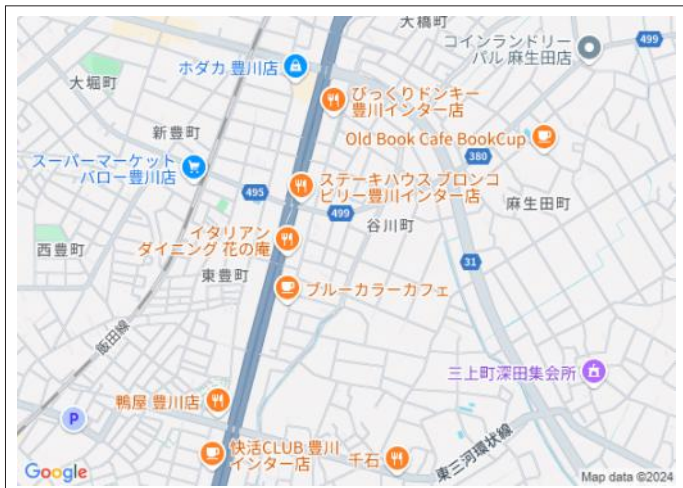 大橋町
コインランドリー
バル 麻生田店
499
ホダカ 豊川店
大堀町
びっくりドンキー
豊川インター店
新豊町
Old Book Cafe BookCup
380
スーパーマーケット
バロー豊川店
495
ステーキハウス ブロンコ
ビリー豊川インター店
499
麻生田町
谷川町
イタリアン
ダイニング 花の庵
西豊町
東豊町
31
ブルーカラーカフェ
飯田線
三上町深田集会所
鴨屋 豊川店
P
快活CLUB 豊川
インター店
千石
東三河環状線
Google
Map data ©2024